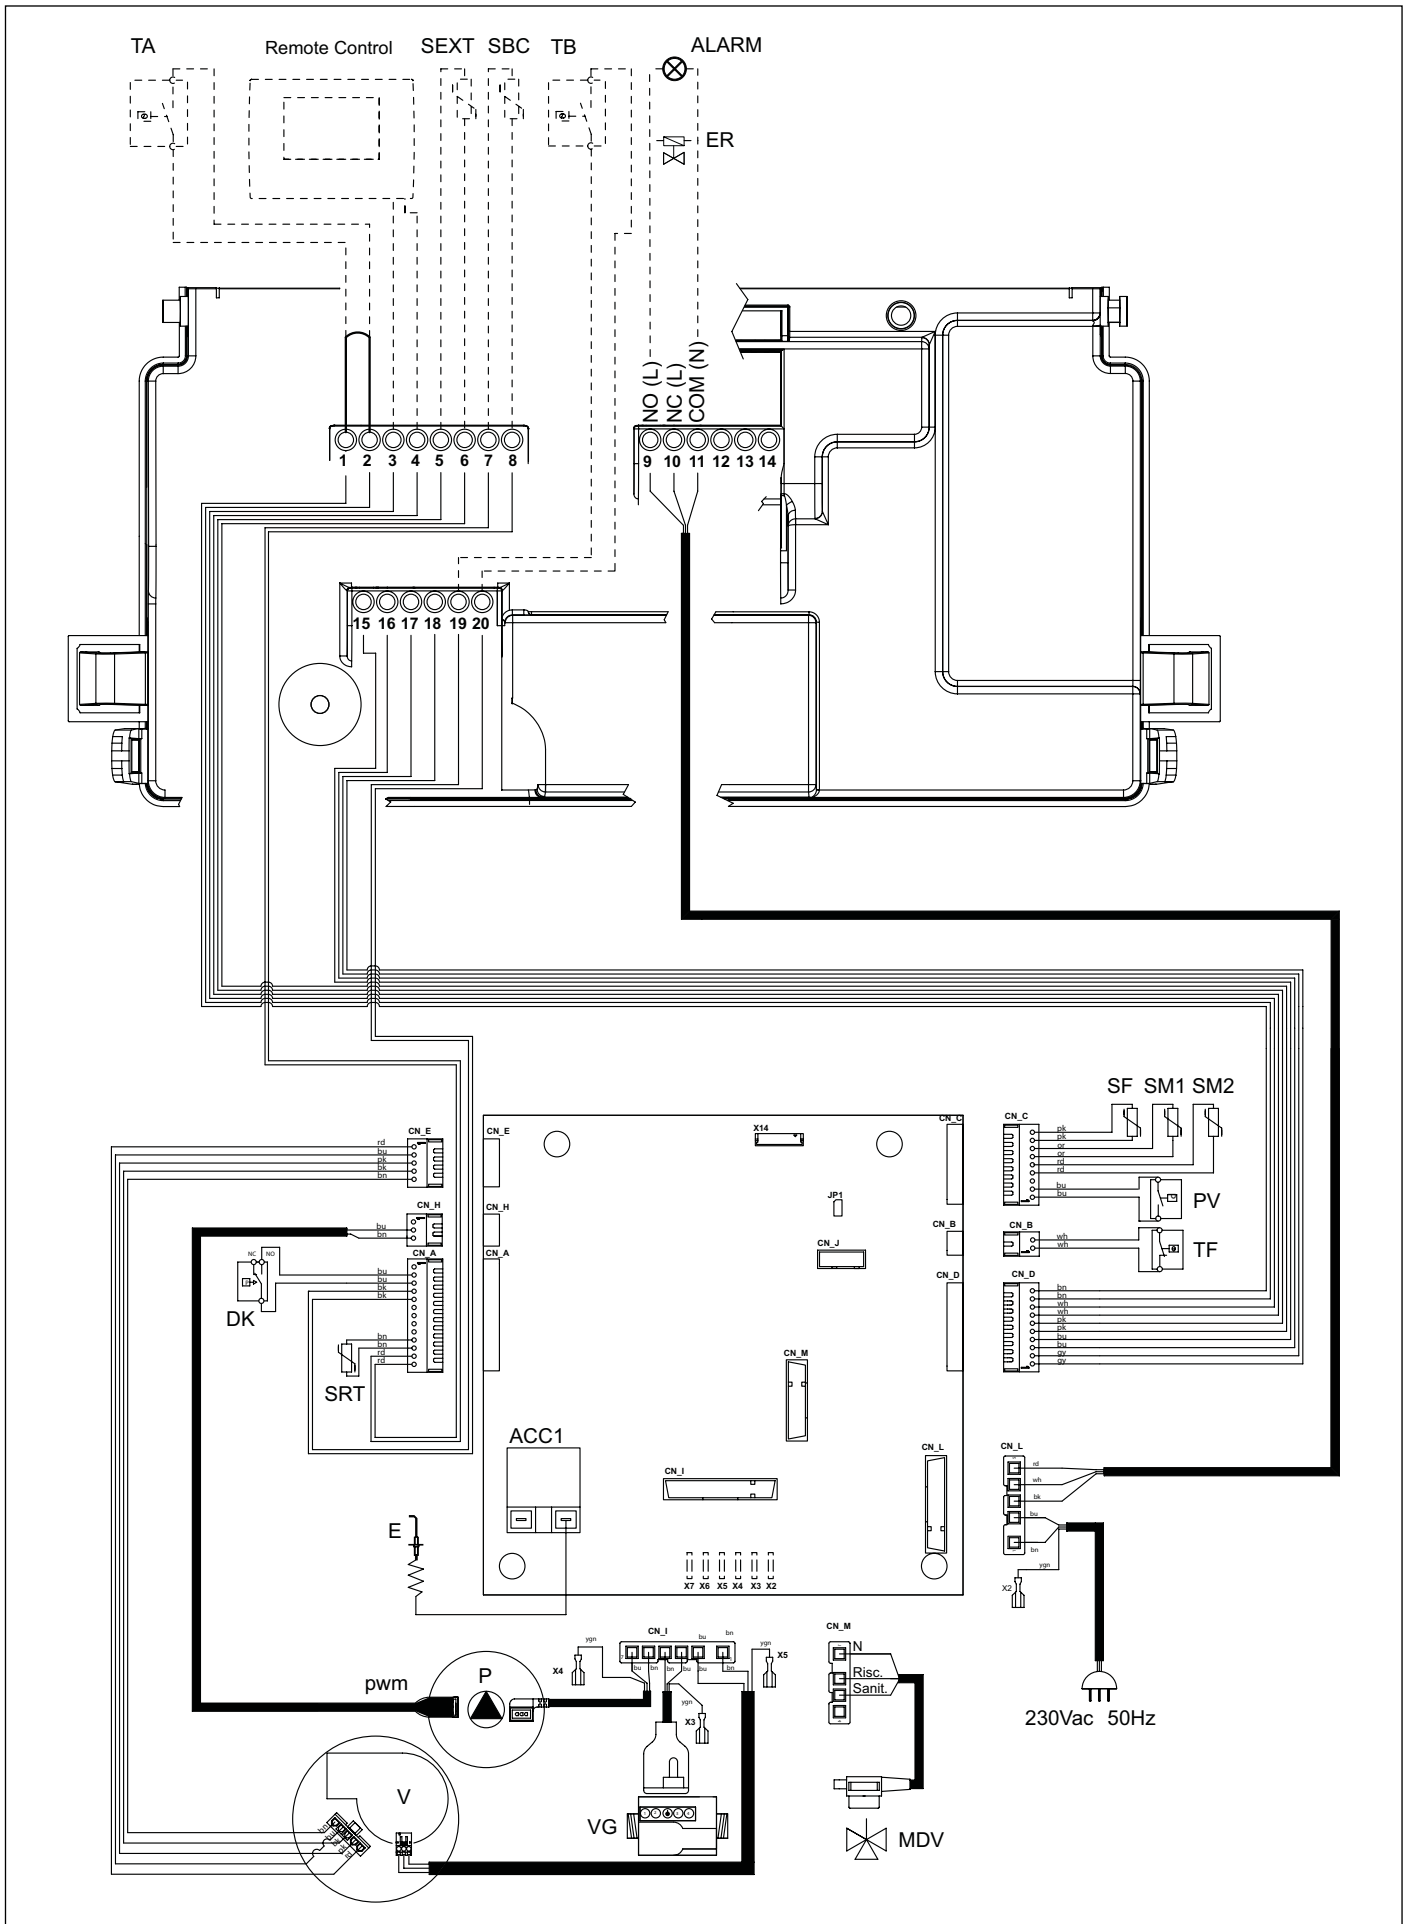 TA Remote Control SEXT SBC TB ALARM
ER
NO (L)
NC (L)
COM (N)
1 2 3 4 5 6 7 8
9 10 11 12 13 14
15 16 17 18 19 20
SF SM1 SM2
CN_E
rd
bu
pk
bk
bn
CN_E
X14
CN_C
CN_C
pk
pk
or
or
rd
rd
bu
bu
PV
CN_H
bu
bn
CN_H
JP1
CN_B
CN_B
wh
wh
TF
CN_A
NC NO
bu
bu
bk
bk
DK
bn
bn
rd
rd
SRT
CN_A
CN_J
CN_D
CN_D
bn
bn
wh
wh
pk
pk
bu
bu
gy
gy
CN_M
ACC1
CN_I
CN_L
CN_L
rd
wh
bk
bu
bn
ygn
X2
E
X7 X6 X5 X4 X3 X2
230Vac 50Hz
CN_I
bu bn
ygn
X4
bu bn bn bu bu bn
ygn
X5
ygn
X3
CN_M
N
Risc.
Sanit.
pwm
P
V
bn
bu
pk
rd
VG
MDV